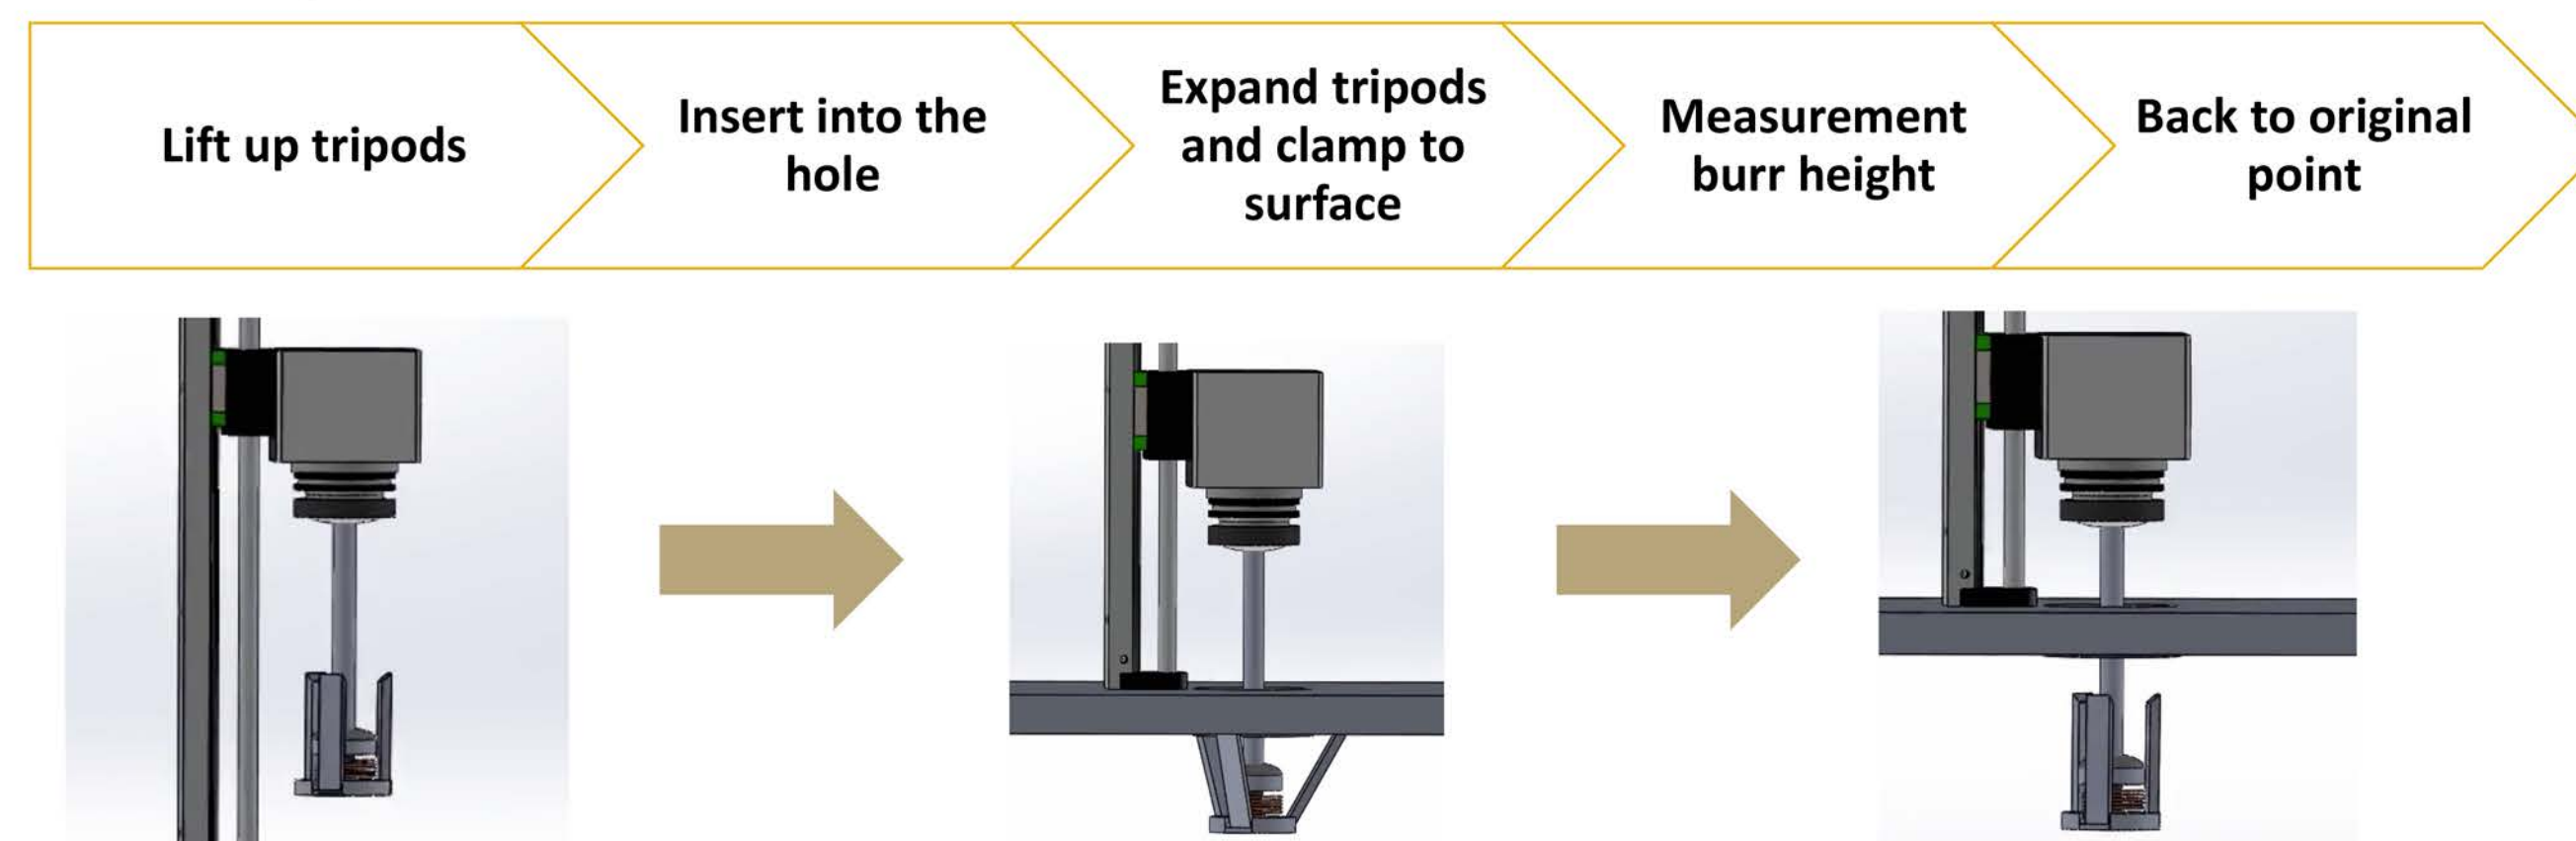 Lift up tripods
Insert into the
hole
Expand tripods
and clamp to
surface
Measurement
burr height
Back to original
point